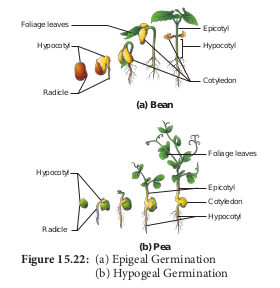 Foliage leaves
Epicotyl
Hypocotyl
Hypocotyl
Cotyledon
Radicle
(a) Bean
Foliage leaves
Hypocotyl
Epicotyl
Cotyledon
Hypocotyl
Radicle
(b) Pea
Figure 15.22: (a) Epigeal Germination
(b) Hypogeal Germination